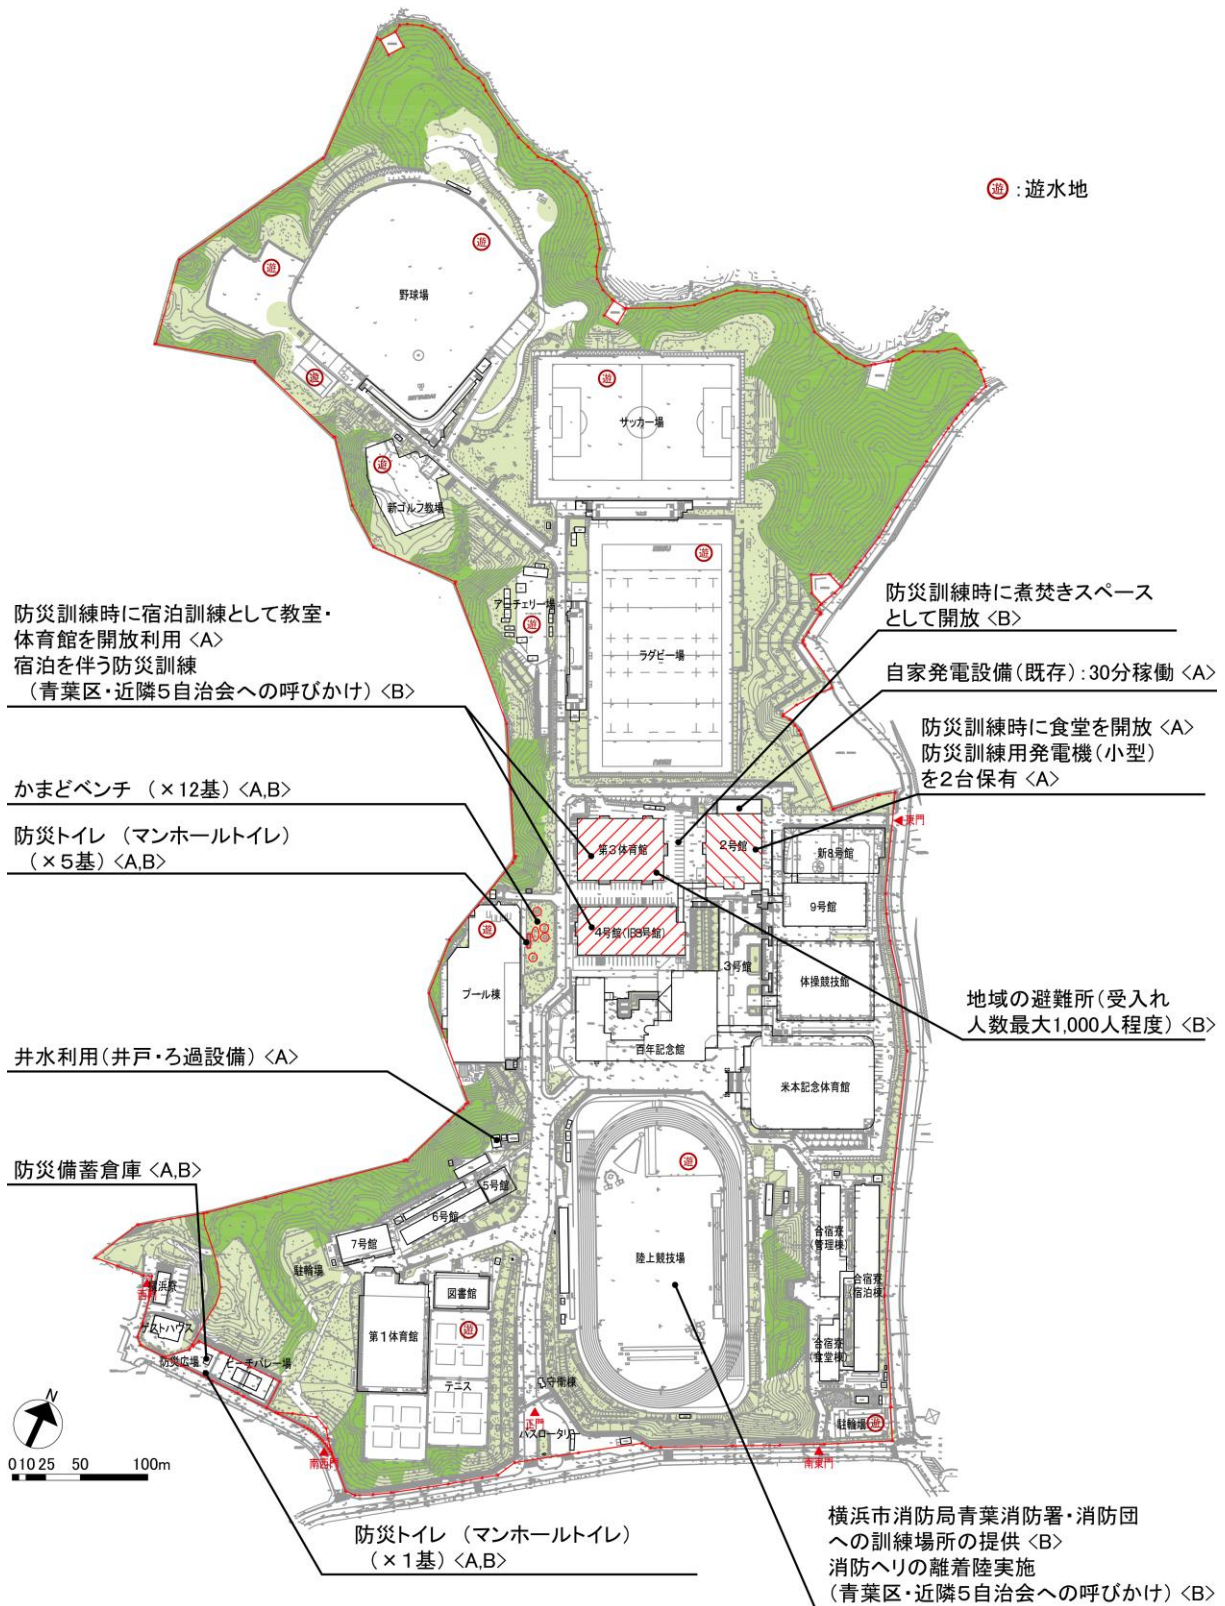 遊:遊水地
遊
遊
野球場
遊
遊
サッカー場
遊
新ゴルフ教場
遊
防災訓練時に煮焚きスペース
として開放 <B>
アーチェリー場
遊
防災訓練時に宿泊訓練として教室・
体育館を開放利用 <A>
宿泊を伴う防災訓練
(青葉区・近隣5自治会への呼びかけ) <B>
ラグビー場
自家発電設備(既存):30分稼働 <A>
防災訓練時に食堂を開放 <A>
防災訓練用発電機(小型)
を2台保有 <A>
かまどベンチ (×12基) <A,B>
東門
防災トイレ (マンホールトイレ)
(×5基) <A,B>
第3体育館
2号館
新8号館
9号館
遊
4号館(旧8号館)
3号館
体操競技館
プール棟
地域の避難所(受入れ
人数最大1,000人程度) <B>
百年記念館
井水利用(井戸・ろ過設備) <A>
米本記念体育館
防災備蓄倉庫 <A,B>
遊
5号館
6号館
7号館
合宿寮
(管理棟)
駐輪場
陸上競技場
横浜寮
西門
合宿寮
(宿泊棟)
図書館
ゲストハウス
第1体育館
遊
合宿寮
(食堂棟)
防災広場
ビーチバレー場
テニス
守衛棟
N
正門
バスロータリー
駐輪場
遊
南西門
南東門
0 10 25 50 100m
防災トイレ (マンホールトイレ)
(×1基) <A,B>
横浜市消防局青葉消防署・消防団
への訓練場所の提供 <B>
消防ヘリの離着陸実施
(青葉区・近隣5自治会への呼びかけ) <B>